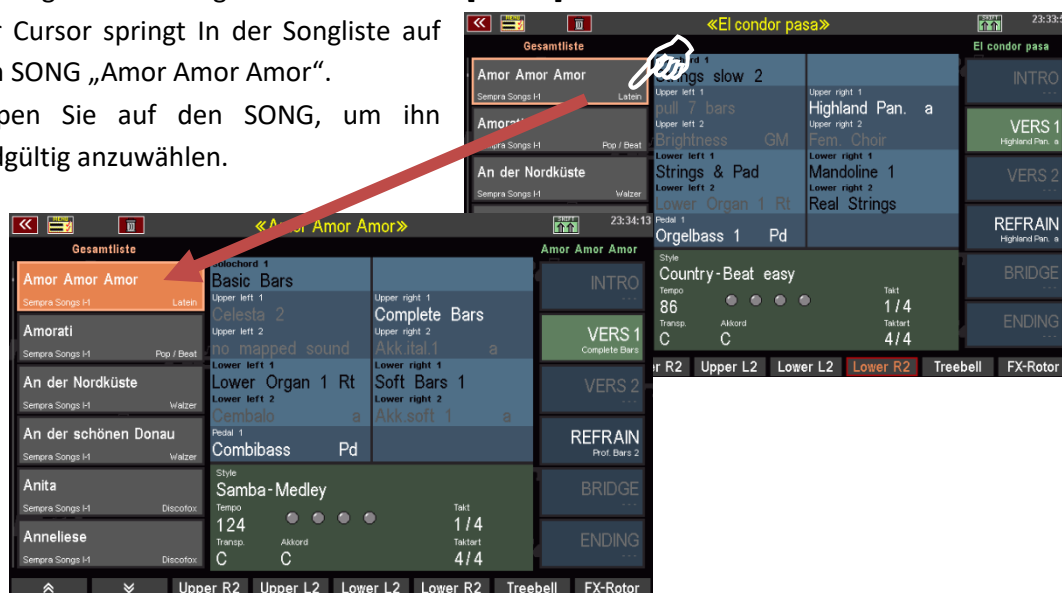 r Cursor springt In der Songliste auf
SONG „Amor Amor Amor“.
pen Sie auf den SONG, um ihn
dgültig anzuwählen.
MENU
«El condor pasa»
SHIFT
Gesamtliste
El condor pasa
Amor Amor Amor
Sempra Songs I-1 Latein
Pop / Beat
An der Nordküste
Sempra Songs I-1 Walzer
slow 2
Upper left 1
pull 7 bars
Upper left 2
Brightness GM
Lower left 1
Strings & Pad
Lower left 2
Lower Organ 1 Rt
Pedal 1
Orgelbass 1 Pd
Upper right 1
Highland Pan. a
Upper right 2
Fem. Choir
Lower right 1
Mandoline 1
Lower right 2
Real Strings
Style
Country-Beat easy
Tempo Takt
86 1/4
Transp. Akkord Taktart
C C 4/4
INTRO
---
VERS 1
Highland Pan. a
VERS 2
---
REFRAIN
Highland Pan. a
BRIDGE
---
ENDING
---
r R2 Upper L2 Lower L2 Lower R2 Treebell FX-Rotor
MENU
«Amor Amor Amor»
SHIFT
23:34:13
Gesamtliste
Amor Amor Amor
Amor Amor Amor
Sempra Songs I-1 Latein
Amorati
Sempra Songs I-1 Pop / Beat
An der Nordküste
Sempra Songs I-1 Walzer
An der schönen Donau
Sempra Songs I-1 Walzer
Anita
Sempra Songs I-1 Discofox
Anneliese
Sempra Songs I-1 Discofox
Solochord 1
Basic Bars
Upper left 1
Celesta 2
Upper left 2
no mapped sound
Lower left 1
Lower Organ 1 Rt
Lower left 2
Cembalo a
Pedal 1
Combibass Pd
Upper right 1
Complete Bars
Upper right 2
Akk.ital.1 a
Lower right 1
Soft Bars 1
Lower right 2
Akk.soft 1 a
Style
Samba-Medley
Tempo Takt
124 1/4
Transp. Akkord Taktart
C C 4/4
INTRO
---
VERS 1
Complete Bars
VERS 2
---
REFRAIN
Prof. Bars 2
BRIDGE
---
ENDING
---
Upper R2 Upper L2 Lower L2 Lower R2 Treebell FX-Rotor